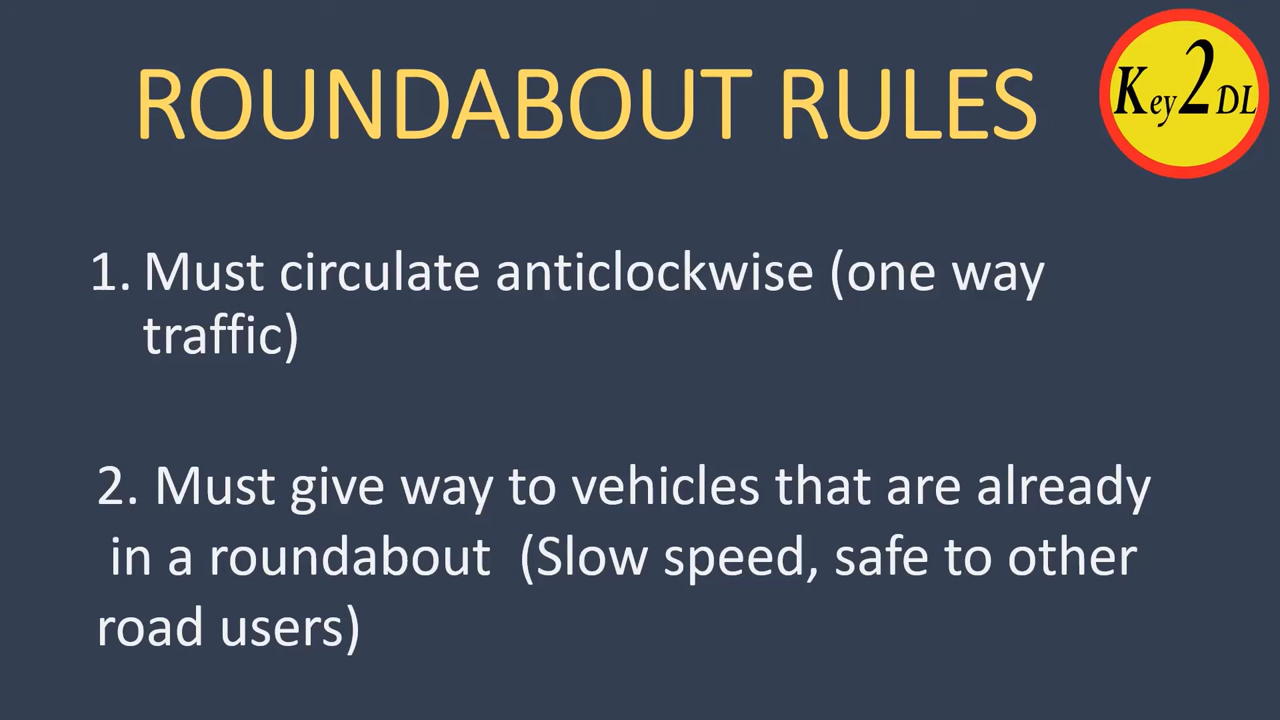 ROUNDABOUT RULES
Key2DL
1. Must circulate anticlockwise (one way
traffic)
2. Must give way to vehicles that are already
in a roundabout (Slow speed, safe to other
road users)